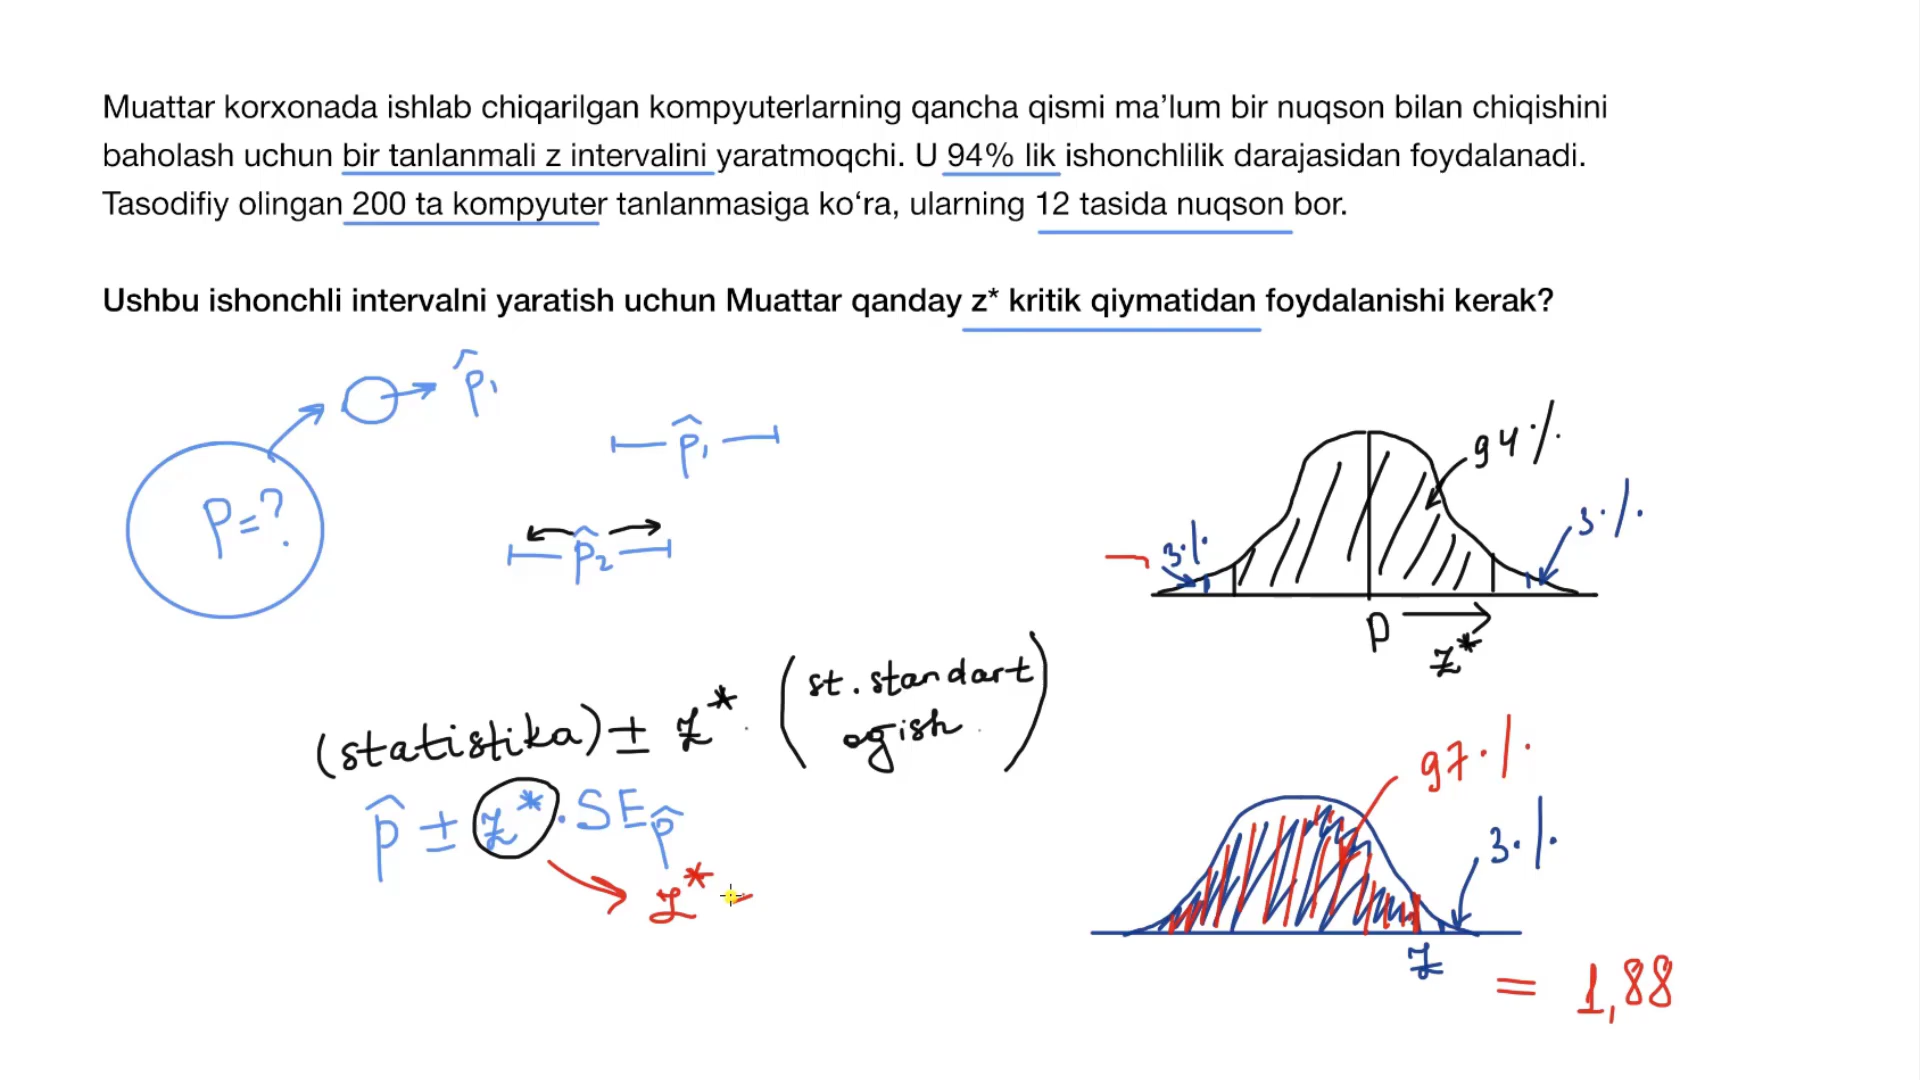 Muattar korxonada ishlab chiqarilgan kompyuterlarning qancha qismi ma’lum bir nuqson bilan chiqishini
baholash uchun bir tanlanmali z intervalini yaratmoqchi. U 94% lik ishonchlilik darajasidan foydalanadi.
Tasodifiy olingan 200 ta kompyuter tanlanmasiga ko‘ra, ularning 12 tasida nuqson bor.
Ushbu ishonchli intervalni yaratish uchun Muattar qanday z* kritik qiymatidan foydalanishi kerak?
p̂₁
p̂₁
P=?
p̂₂
94%
3%
3%
p
z*
(statistika) ± z* · (st. standart
ogish)
p̂ ± z* · SE p̂
z*
97%
3%
z = 1,88